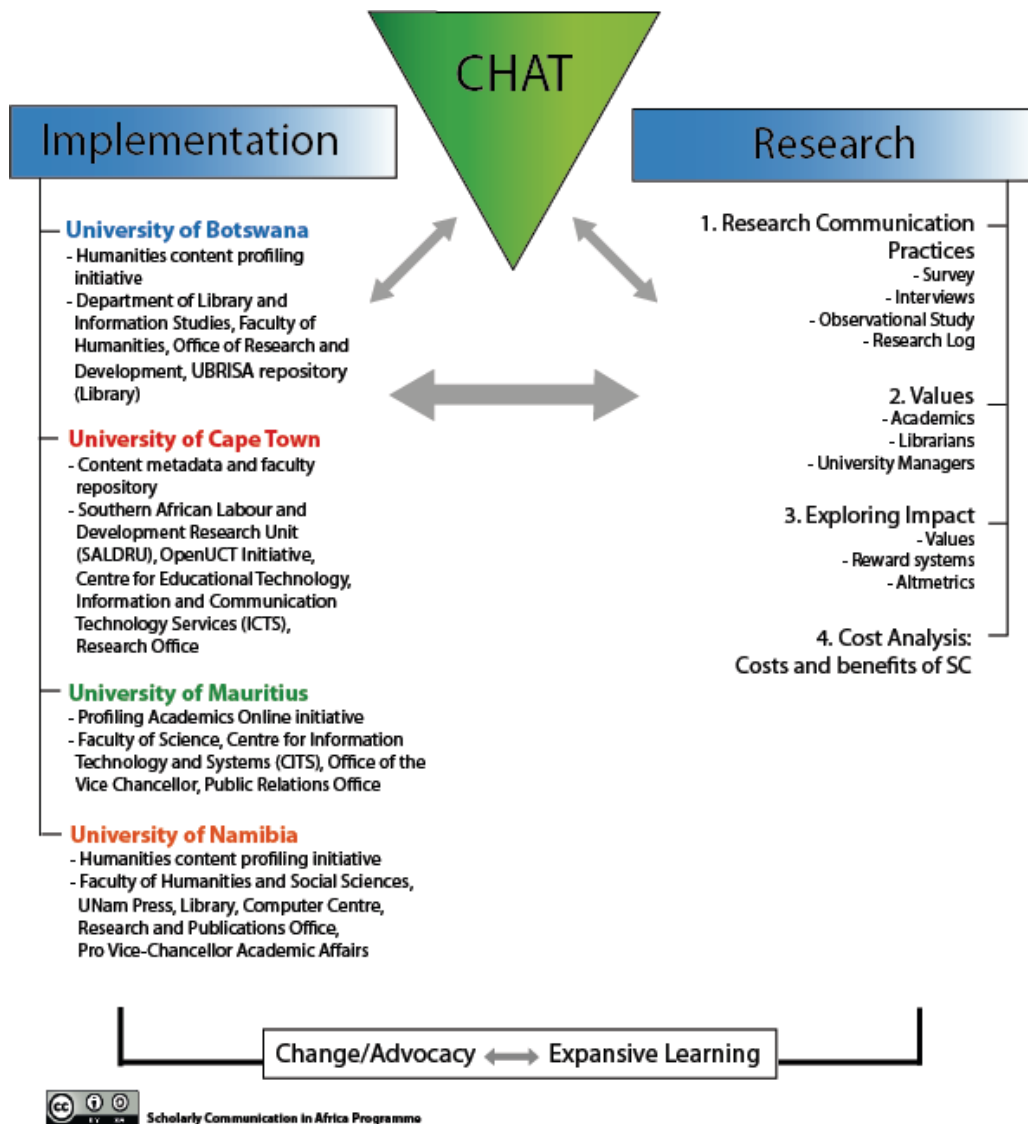 CHAT
Implementation
University of Botswana
- Humanities content profiling
initiative
- Department of Library and
Information Studies, Faculty of
Humanities, Office of Research and
Development, UBRISA repository
(Library)
University of Cape Town
- Content metadata and faculty
repository
- Southern African Labour and
Development Research Unit
(SALDRU), OpenUCT Initiative,
Centre for Educational Technology,
Information and Communication
Technology Services (ICTS),
Research Office
University of Mauritius
- Profiling Academics Online initiative
- Faculty of Science, Centre for Information
Technology and Systems (CITS), Office of the
Vice Chancellor, Public Relations Office
University of Namibia
- Humanities content profiling initiative
- Faculty of Humanities and Social Sciences,
UNam Press, Library, Computer Centre,
Research and Publications Office,
Pro Vice-Chancellor Academic Affairs
Research
1. Research Communication
Practices
- Survey
- Interviews
- Observational Study
- Research Log
2. Values
- Academics
- Librarians
- University Managers
3. Exploring Impact
- Values
- Reward systems
- Altmetrics
4. Cost Analysis:
Costs and benefits of SC
Change/Advocacy Expansive Learning
cc
Scholarly Communication in Africa Programme